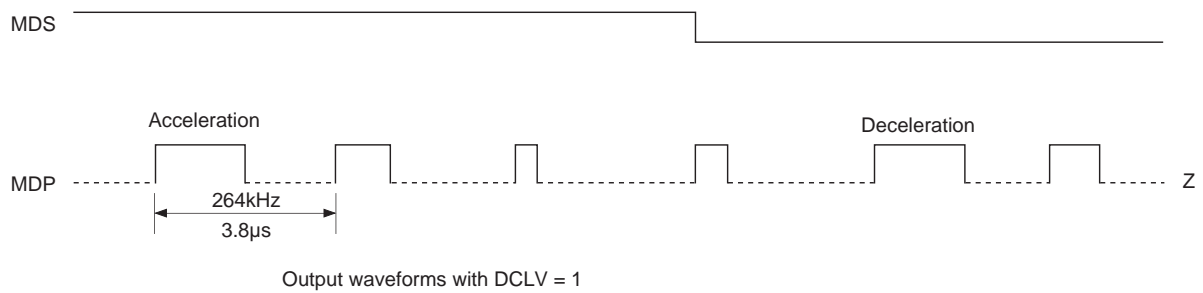 MDS
Acceleration
Deceleration
MDP
Z
264kHz
3.8µs
Output waveforms with DCLV = 1